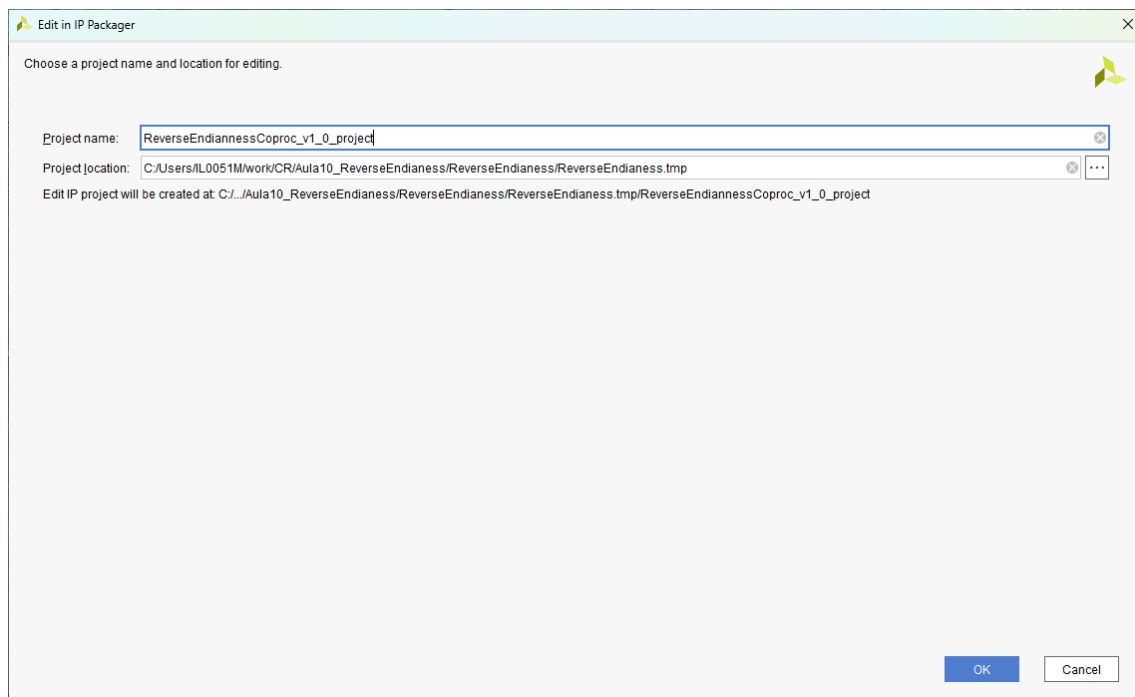 Edit in IP Packager
Choose a project name and location for editing.
Project name: ReverseEndiannessCoproc_v1_0_project
Project location: C:/Users/IL0051M/work/CR/Aula10_ReverseEndianess/ReverseEndianess/ReverseEndianess.tmp
Edit IP project will be created at: C:/.../Aula10_ReverseEndianess/ReverseEndianess/ReverseEndianess.tmp/ReverseEndiannessCoproc_v1_0_project
OK Cancel